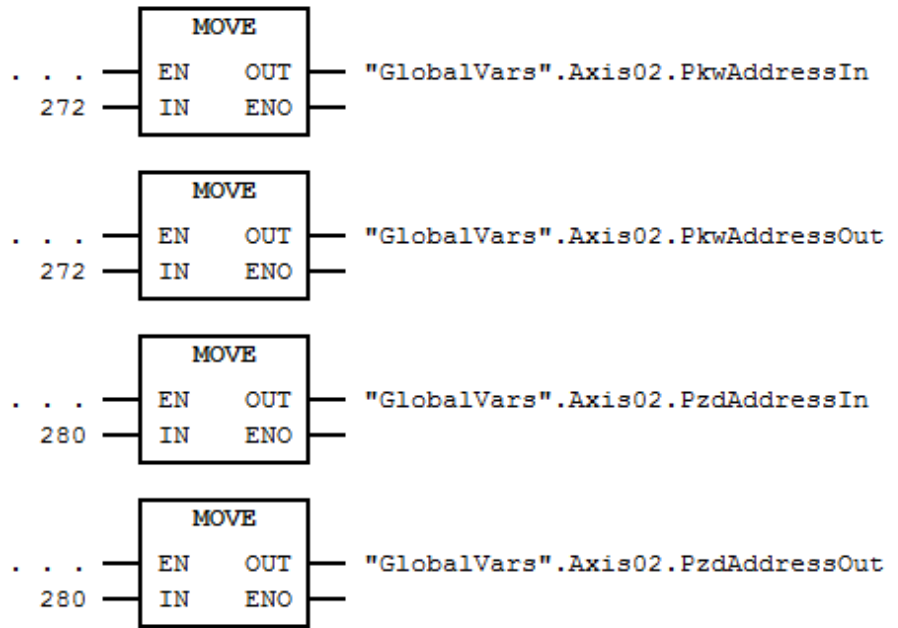 MOVE
. . . EN OUT "GlobalVars".Axis02.PkwAddressIn
272 IN ENO
MOVE
. . . EN OUT "GlobalVars".Axis02.PkwAddressOut
272 IN ENO
MOVE
. . . EN OUT "GlobalVars".Axis02.PzdAddressIn
280 IN ENO
MOVE
. . . EN OUT "GlobalVars".Axis02.PzdAddressOut
280 IN ENO